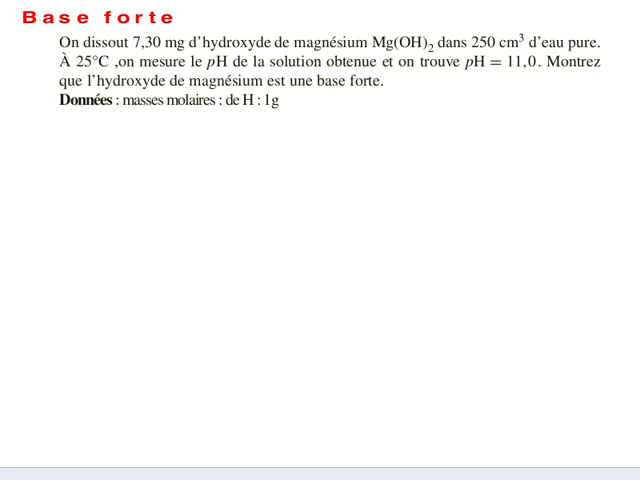 Base forte
On dissout 7,30 mg d'hydroxyde de magnésium Mg(OH)₂ dans 250 cm³ d'eau pure.
À 25°C ,on mesure le pH de la solution obtenue et on trouve pH = 11,0. Montrez
que l'hydroxyde de magnésium est une base forte.
Données : masses molaires : de H : 1g